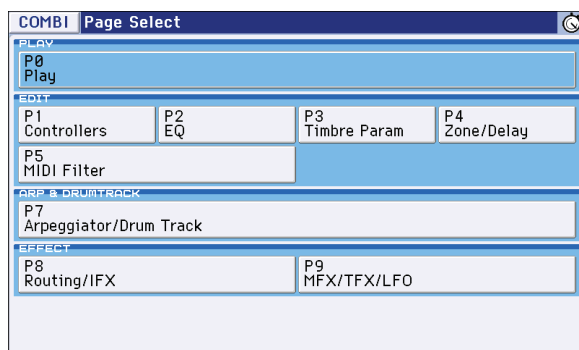 COMBI Page Select
PLAY
P0
Play
EDIT
P1
Controllers
P2
EQ
P3
Timbre Param
P4
Zone/Delay
P5
MIDI Filter
ARP & DRUMTRACK
P7
Arpeggiator/Drum Track
EFFECT
P8
Routing/IFX
P9
MFX/TFX/LFO